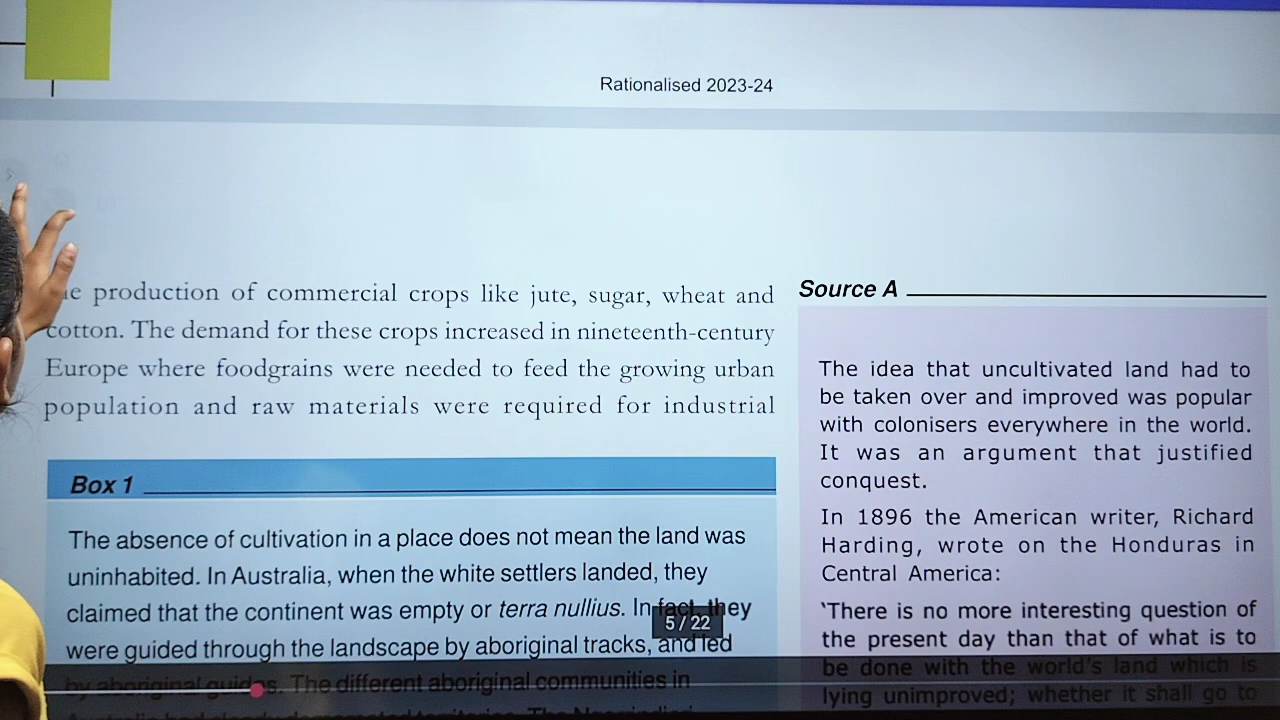 Rationalised 2023-24
production of commercial crops like jute, sugar, wheat and
cotton. The demand for these crops increased in nineteenth-century
Europe where foodgrains were needed to feed the growing urban
population and raw materials were required for industrial
Box 1
The absence of cultivation in a place does not mean the land was
uninhabited. In Australia, when the white settlers landed, they
claimed that the continent was empty or terra nullius. In fact, they
were guided through the landscape by aboriginal tracks, and led
by aboriginal guides. The different aboriginal communities in
5 / 22
Source A
The idea that uncultivated land had to
be taken over and improved was popular
with colonisers everywhere in the world.
It was an argument that justified
conquest.
In 1896 the American writer, Richard
Harding, wrote on the Honduras in
Central America:
‘There is no more interesting question of
the present day than that of what is to
be done with the world's land which is
lying unimproved; whether it shall go to